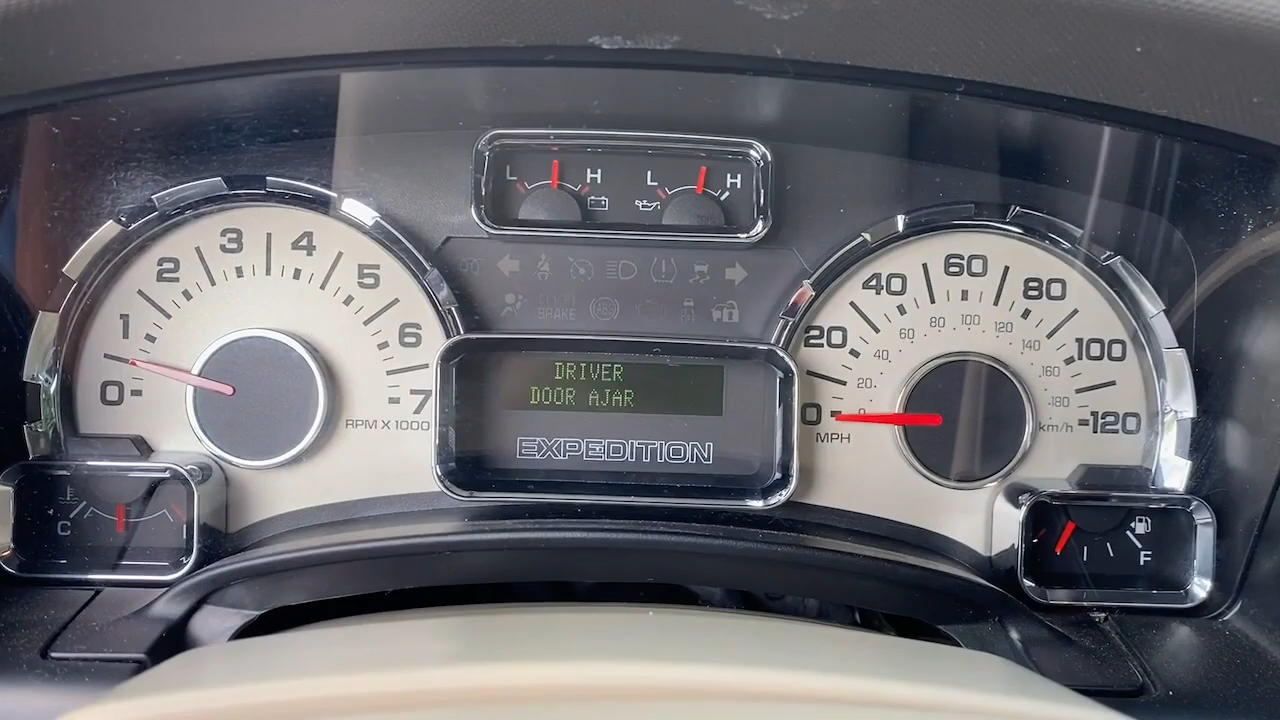 L H L H
0 1 2 3 4 5 6 7
RPM X 1000
BRAKE
ABS
DRIVER
DOOR AJAR
EXPEDITION
0 20 40 60 80 100 120
20 40 60 80 100 120 140 160 180
km/h
MPH
C
F